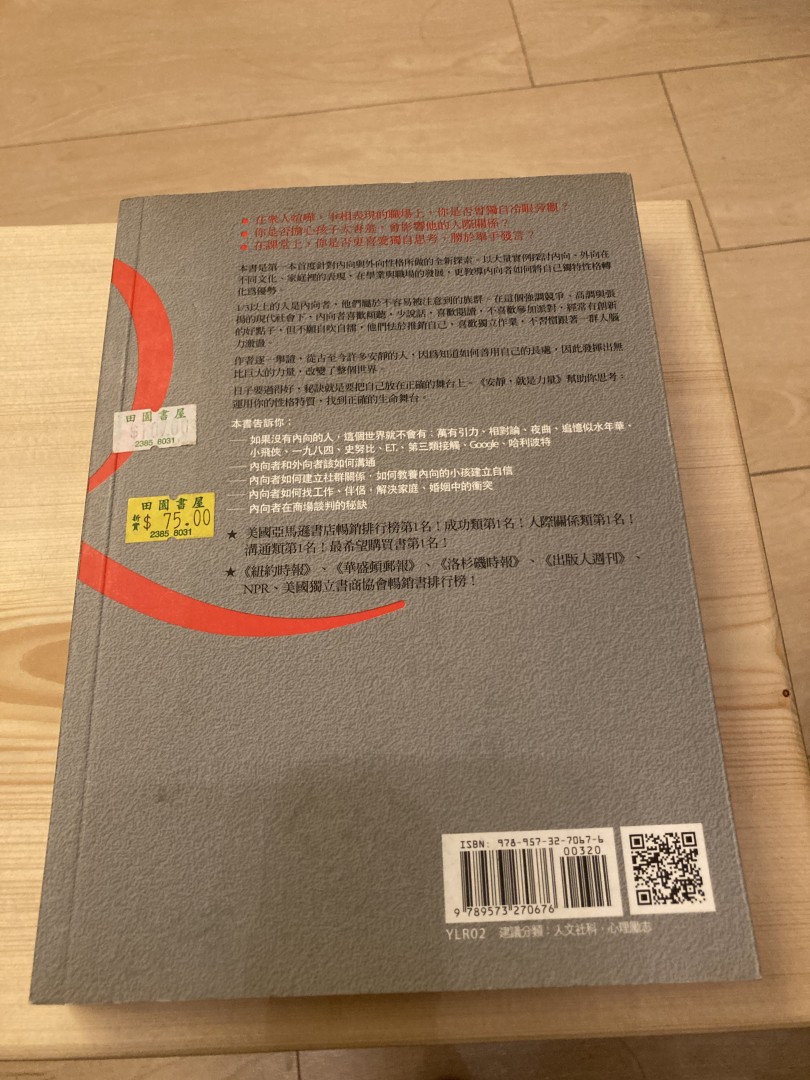 在眾人喧嘩,爭相表現的職場上,你是否曾獨自冷眼旁觀?
你是否擔心孩子太害羞,會影響他的人際關係?
在課堂上,你是否更喜愛獨自思考,勝於舉手發言?
本書是第一本首度針對內向與外向性格所做的全新探索。以大量實例探討內向、外向在
不同文化、家庭裡的表現,在學業與職場的發展,更教導內向者如何將自己獨特性格轉
化為優勢。
1/3以上的人是內向者,他們屬於不容易被注意到的族群。在這個強調競爭、高調與張
揚的現代社會下,內向者喜歡傾聽,少說話,喜歡閱讀,不喜歡參加派對、經常有創新
的好點子,但不願自吹自擂,他們怯於推銷自己,喜歡獨立作業,不習慣跟著一群人腦
力激盪。
作者逐一舉證,從古至今許多安靜的人,因為知道如何善用自己的長處,因此發揮出無
比巨大的力量,改變了整個世界。
日子要過得好,秘訣就是要把自己放在正確的舞台上。《安靜,就是力量》幫助你思考。
運用你的性格特質,找到正確的生命舞台。
本書告訴你:
——如果沒有內向的人,這個世界就不會有:萬有引力、相對論、夜曲、追憶似水年華、
小飛俠、一九八四、史努比、E.T.、第三類接觸、Google、哈利波特
——內向者和外向者該如何溝通
——內向者如何建立社群關係,如何教養內向的小孩建立自信
——內向者如何找工作、伴侶,解決家庭、婚姻中的衝突
——內向者在商場談判的秘訣
★ 美國亞馬遜書店暢銷排行榜第1名!成功類第1名!人際關係類第1名!
溝通類第1名!最希望購買書第1名!
★《紐約時報》、《華盛頓郵報》、《洛杉磯時報》、《出版人週刊》、
NPR、美國獨立書商協會暢銷書排行榜!
田園書屋
2385 8031
田園書屋
折實 $ 75.00
2385 8031
ISBN: 978-957-32-7067-6
00320
9 789573 270676
YLR02 建議分類:人文社科・心理勵志